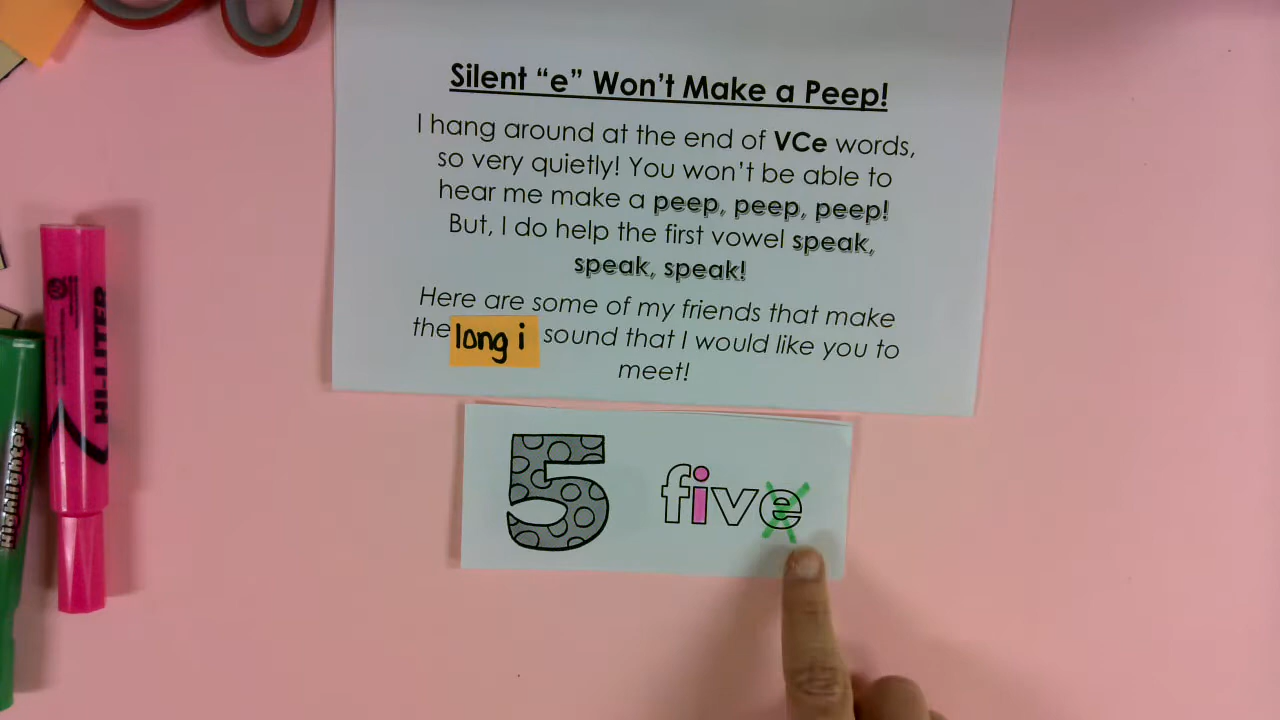 Silent “e” Won’t Make a Peep!
I hang around at the end of VCe words,
so very quietly! You won’t be able to
hear me make a peep, peep, peep!
But, I do help the first vowel speak,
speak, speak!
Here are some of my friends that make
the long i sound that I would like you to
meet!
5 five
HI-LITER
Highlighter